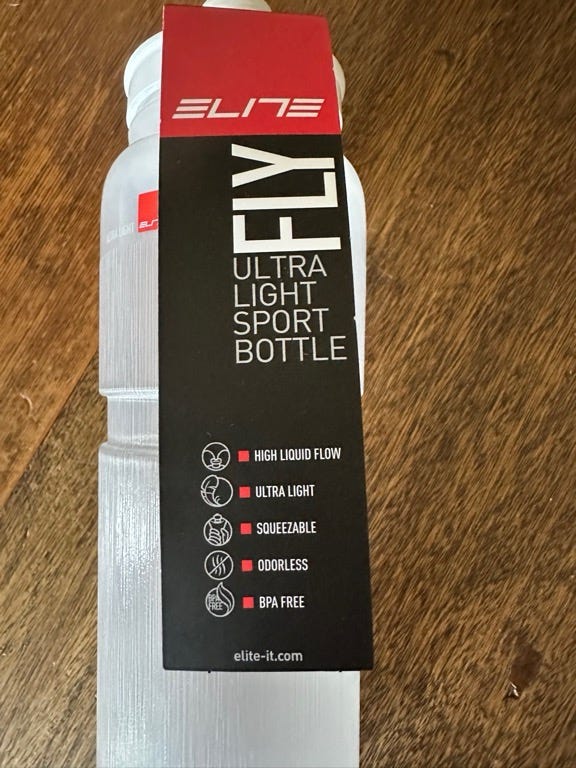 ELITE
FLY
ULTRA
LIGHT
SPORT
BOTTLE
HIGH LIQUID FLOW
ULTRA LIGHT
SQUEEZABLE
ODORLESS
BPA FREE
BPA
FREE
elite-it.com
LIGHT